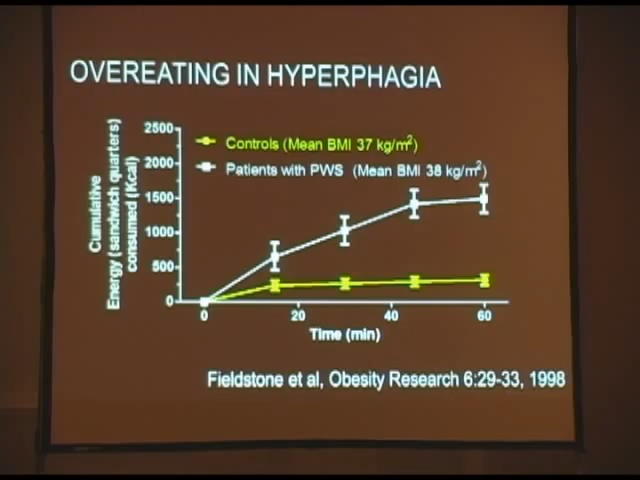 OVEREATING IN HYPERPHAGIA
Controls (Mean BMI 37 kg/m²)
Patients with PWS (Mean BMI 38 kg/m²)
Cumulative
Energy (sandwich quarters)
consumed (Kcal)
2500
2000
1500
1000
500
0
0 20 40 60
Time (min)
Fieldstone et al, Obesity Research 6:29-33, 1998